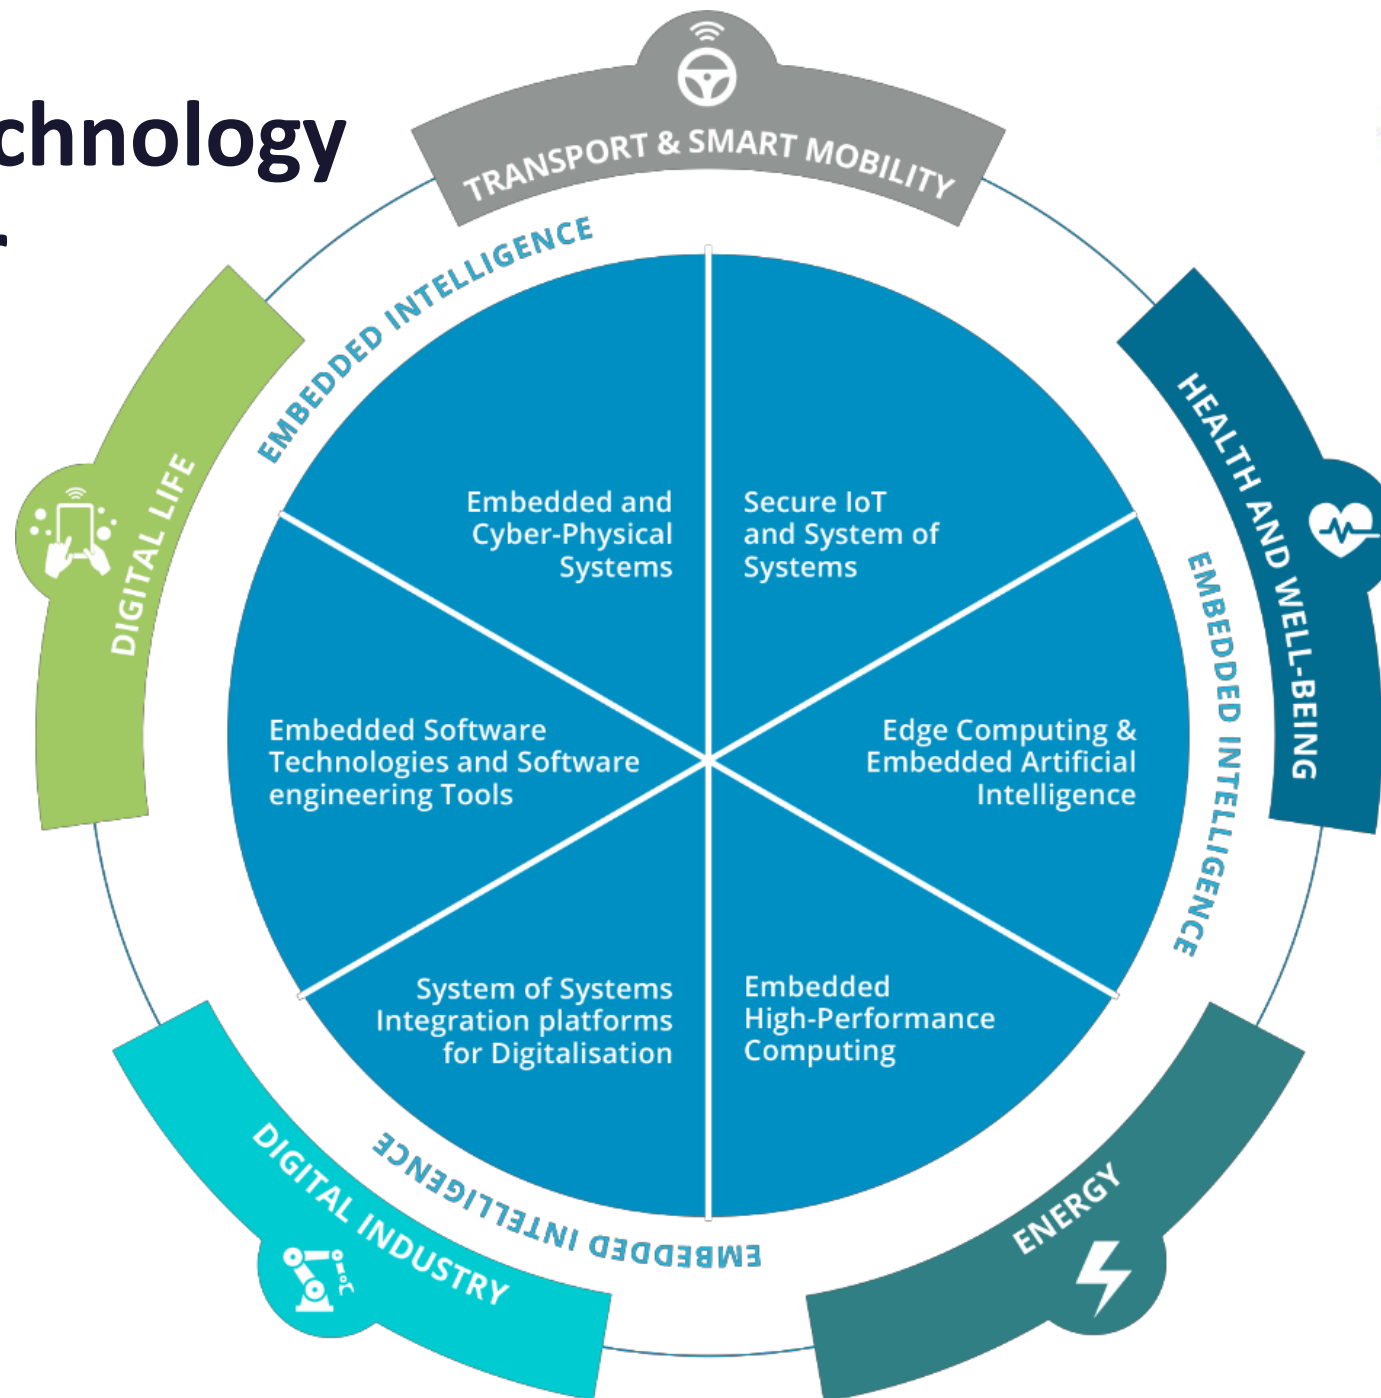 chnology
TRANSPORT & SMART MOBILITY
EMBEDDED INTELLIGENCE
HEALTH AND WELL-BEING
DIGITAL LIFE
Embedded and
Cyber-Physical
Systems
Secure IoT
and System of
Systems
EMBEDDED INTELLIGENCE
Embedded Software
Technologies and Software
engineering Tools
Edge Computing &
Embedded Artificial
Intelligence
System of Systems
Integration platforms
for Digitalisation
Embedded
High-Performance
Computing
EMBEDDED INTELLIGENCE
DIGITAL INDUSTRY
ENERGY